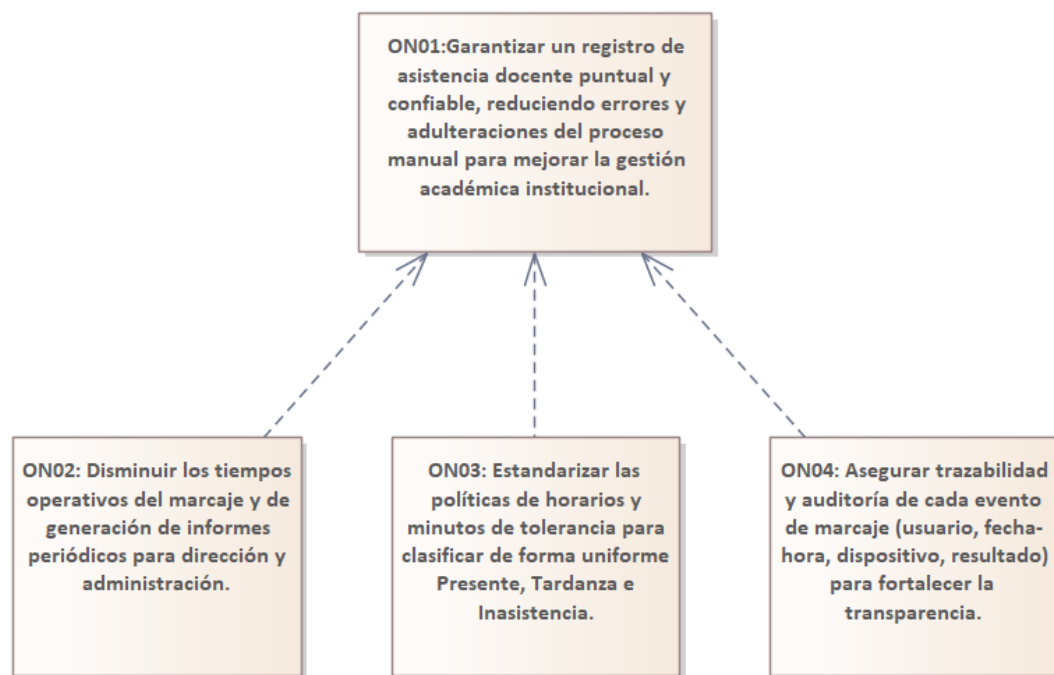 ON01:Garantizar un registro de
asistencia docente puntual y
confiable, reduciendo errores y
adulteraciones del proceso
manual para mejorar la gestión
académica institucional.
ON02: Disminuir los tiempos
operativos del marcaje y de
generación de informes
periódicos para dirección y
administración.
ON03: Estandarizar las
políticas de horarios y
minutos de tolerancia para
clasificar de forma uniforme
Presente, Tardanza e
Inasistencia.
ON04: Asegurar trazabilidad
y auditoría de cada evento
de marcaje (usuario, fecha-
hora, dispositivo, resultado)
para fortalecer la
transparencia.